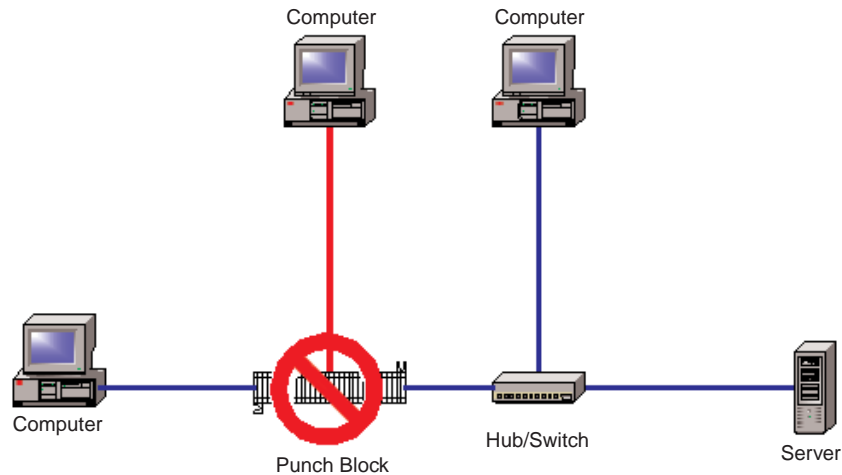 Computer
Computer
Computer
Punch Block
Hub/Switch
Server